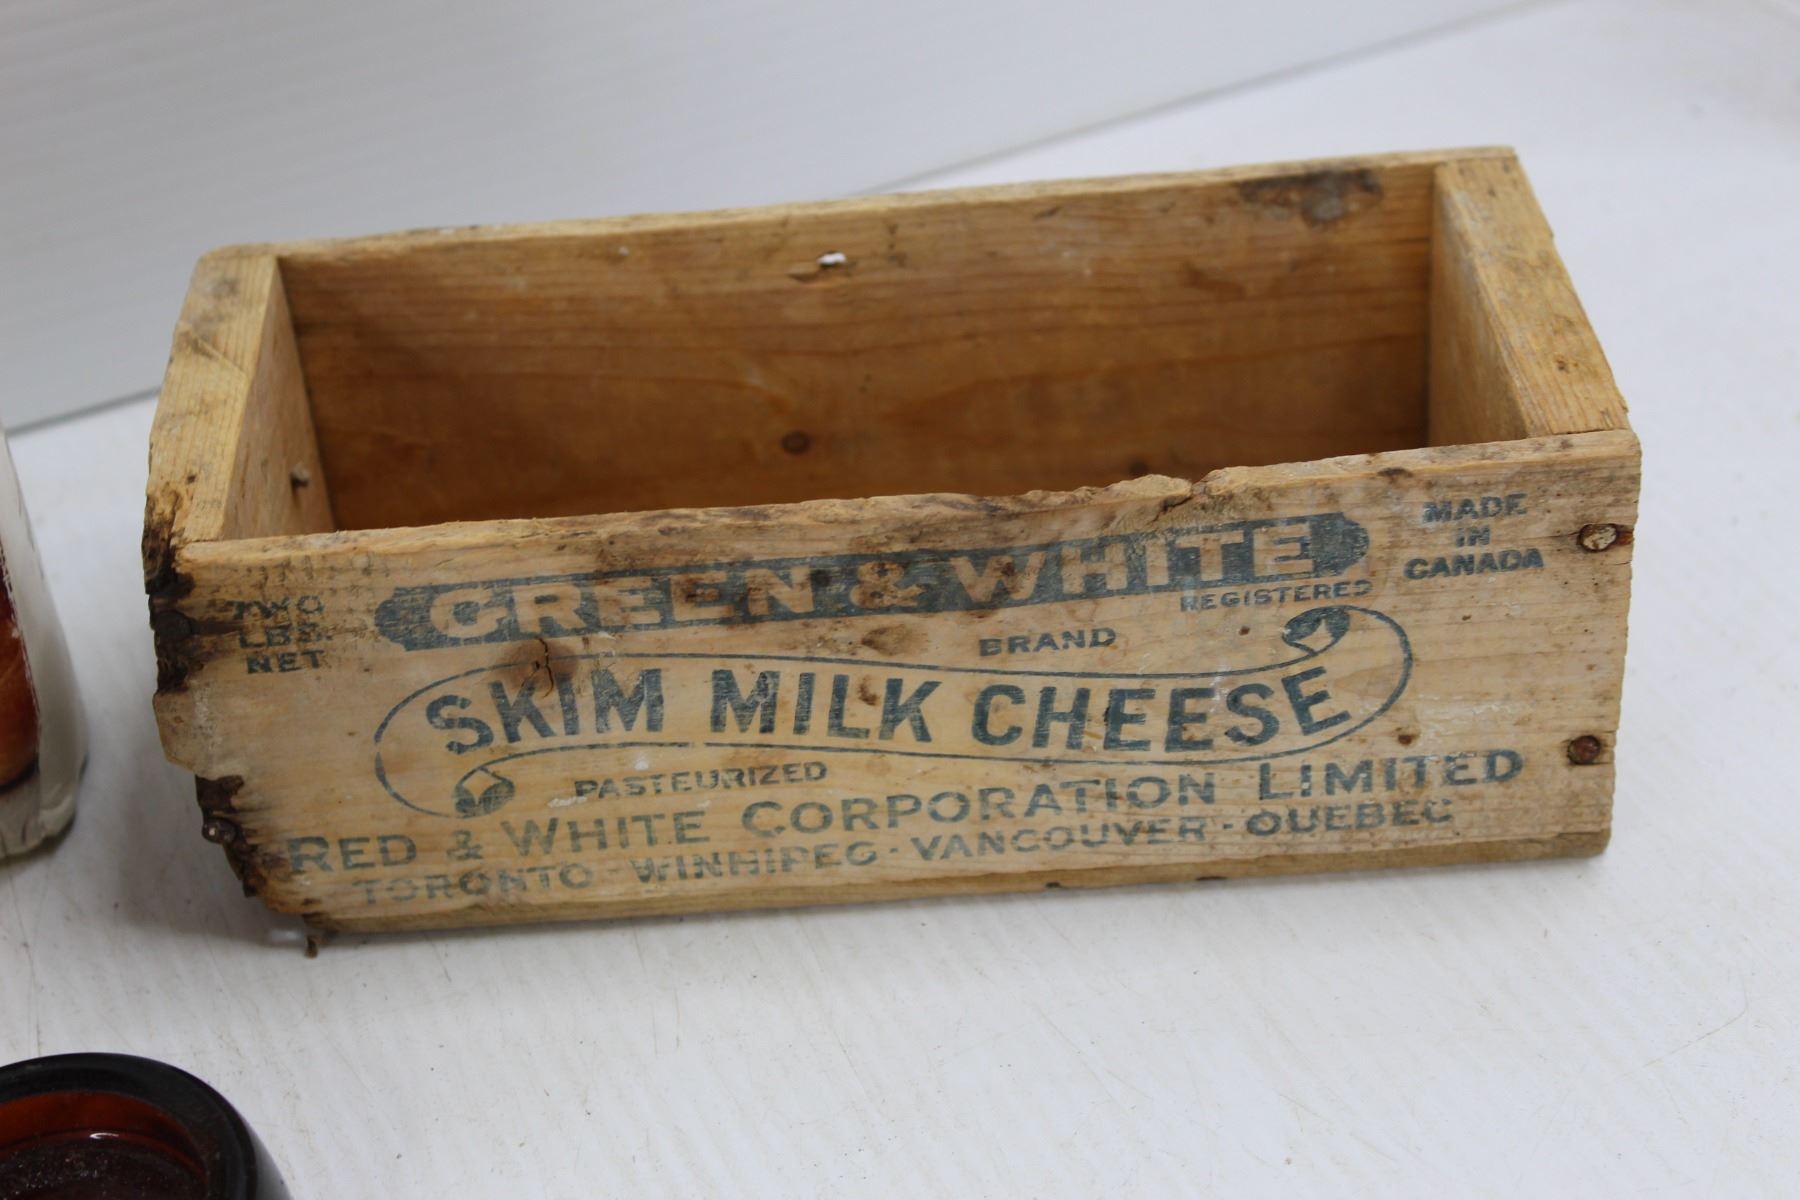 GREEN & WHITE
REGISTERED
MADE
IN
CANADA
TWO
LBS.
NET
BRAND
SKIM MILK CHEESE
PASTEURIZED
RED & WHITE CORPORATION LIMITED
TORONTO - WINNIPEG - VANCOUVER - QUEBEC